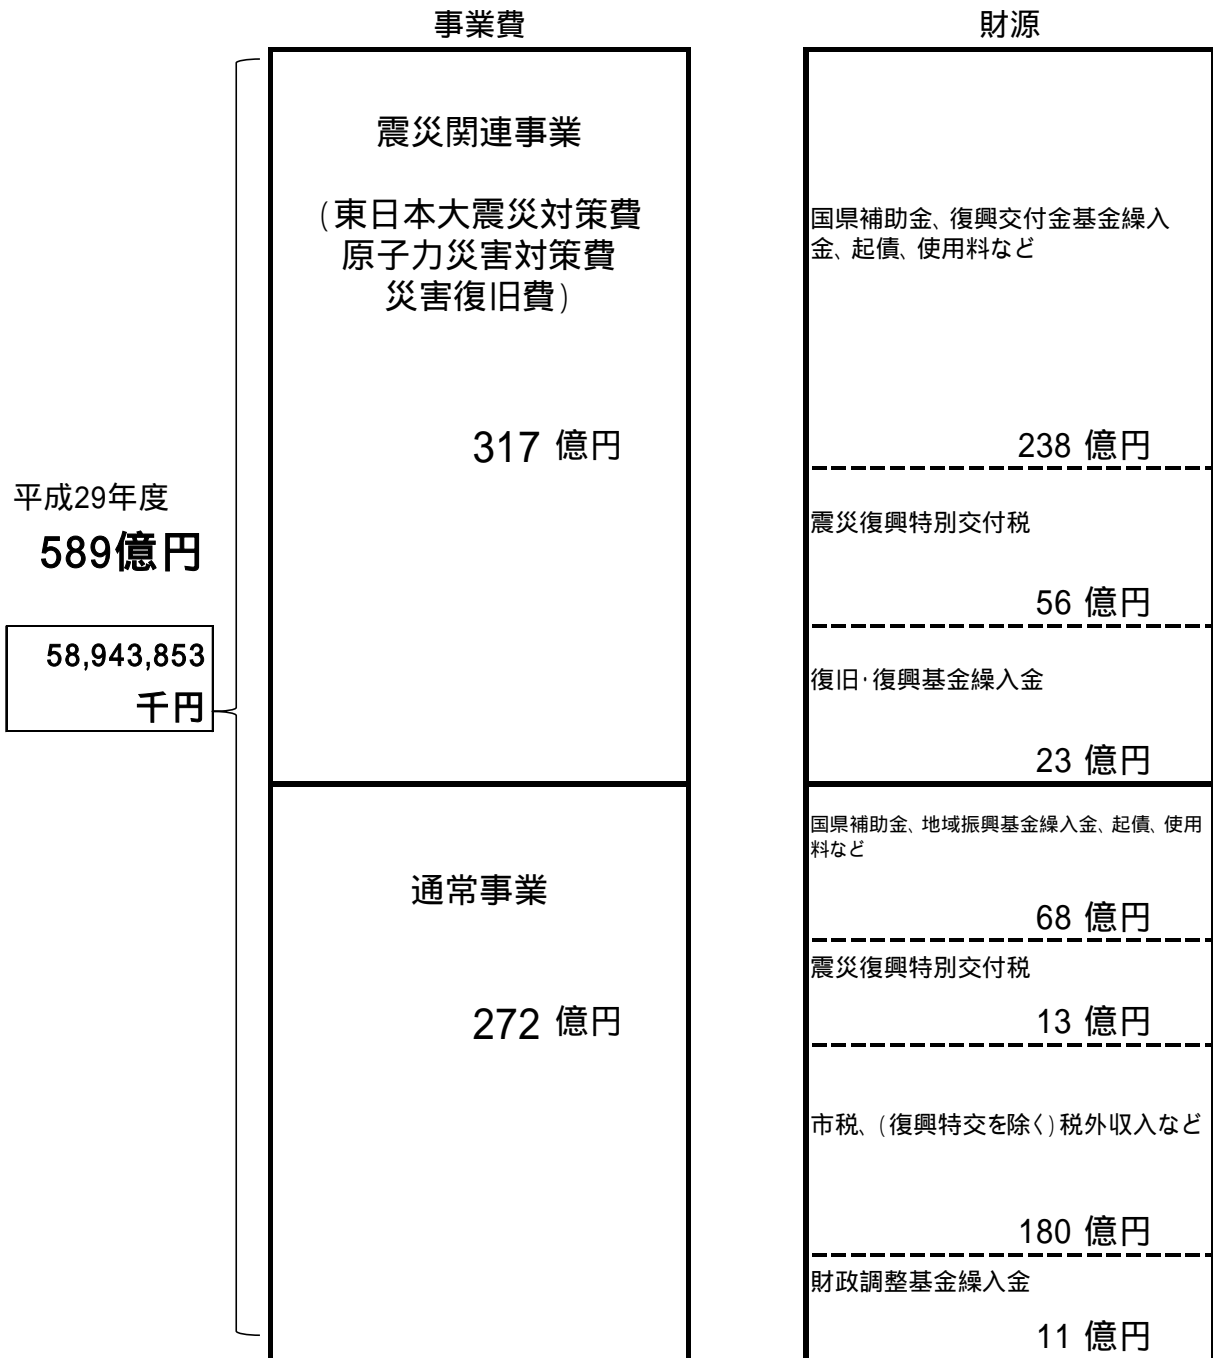 事業費
財源
平成29年度
589億円
58,943,853
千円
震災関連事業
(東日本大震災対策費
原子力災害対策費
災害復旧費)
317 億円
国県補助金、復興交付金基金繰入
金、起債、使用料など
238 億円
震災復興特別交付税
56 億円
復旧・復興基金繰入金
23 億円
通常事業
272 億円
国県補助金、地域振興基金繰入金、起債、使用
料など
68 億円
震災復興特別交付税
13 億円
市税、(復興特交を除く)税外収入など
180 億円
財政調整基金繰入金
11 億円